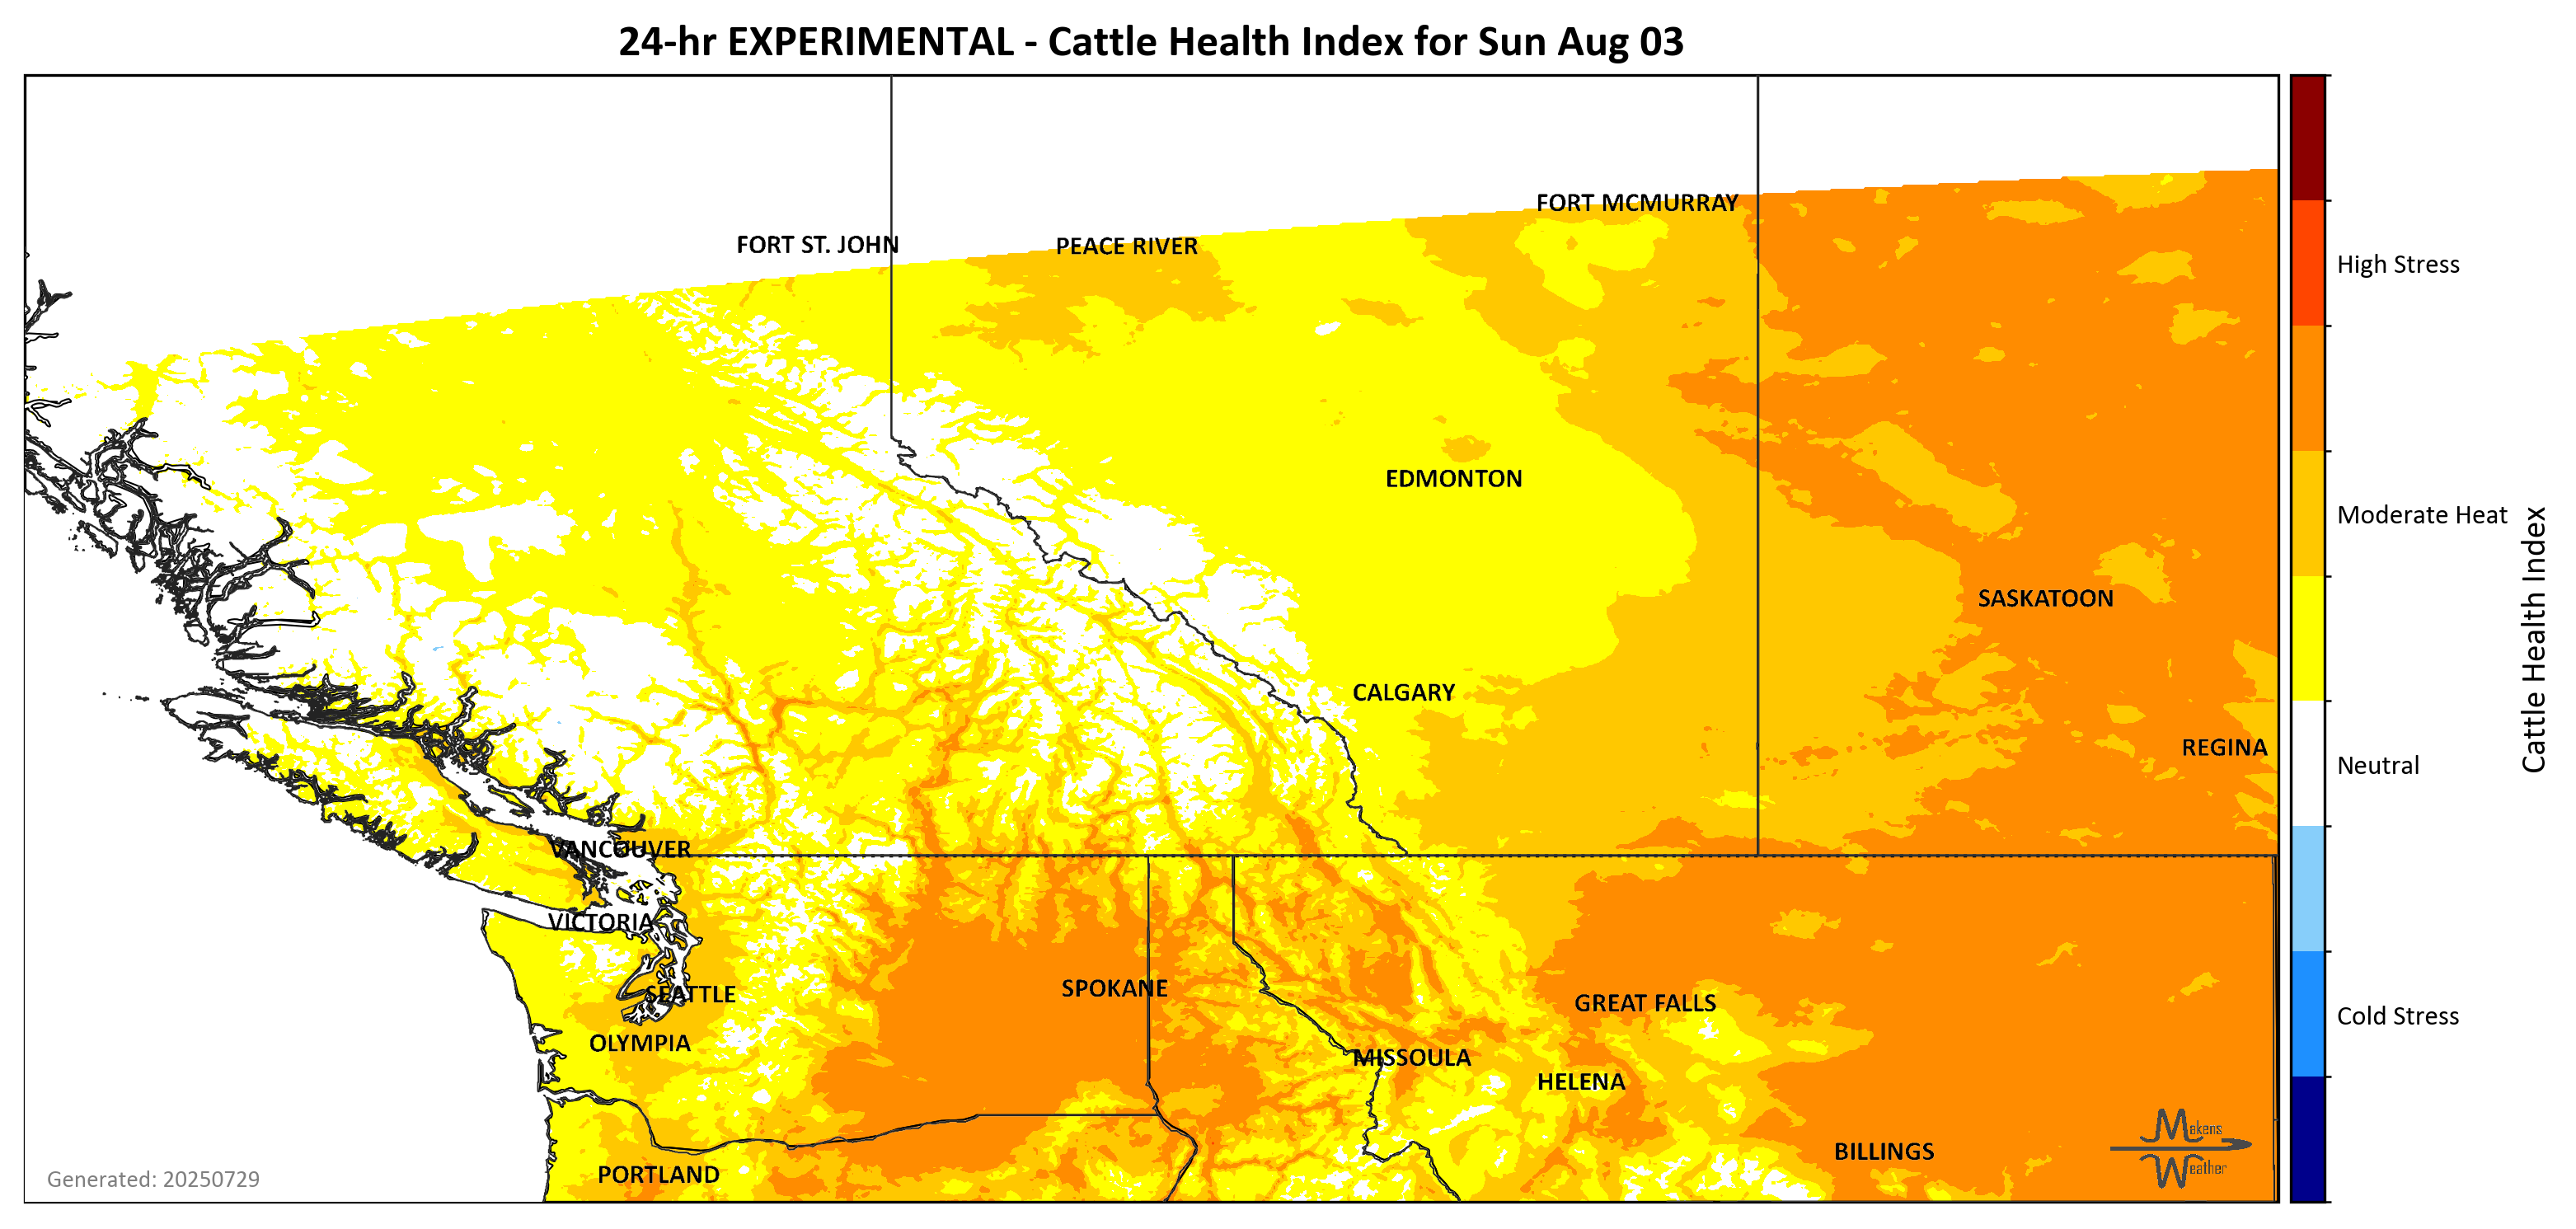 24-hr EXPERIMENTAL - Cattle Health Index for Sun Aug 03
FORT MCMURRAY
FORT ST. JOHN
PEACE RIVER
High Stress
EDMONTON
Moderate Heat
SASKATOON
CALGARY
REGINA
Neutral
Cattle Health Index
VANCOUVER
VICTORIA
SEATTLE
SPOKANE
GREAT FALLS
Cold Stress
OLYMPIA
MISSOULA
HELENA
Makens
Weather
BILLINGS
PORTLAND
Generated: 20250729